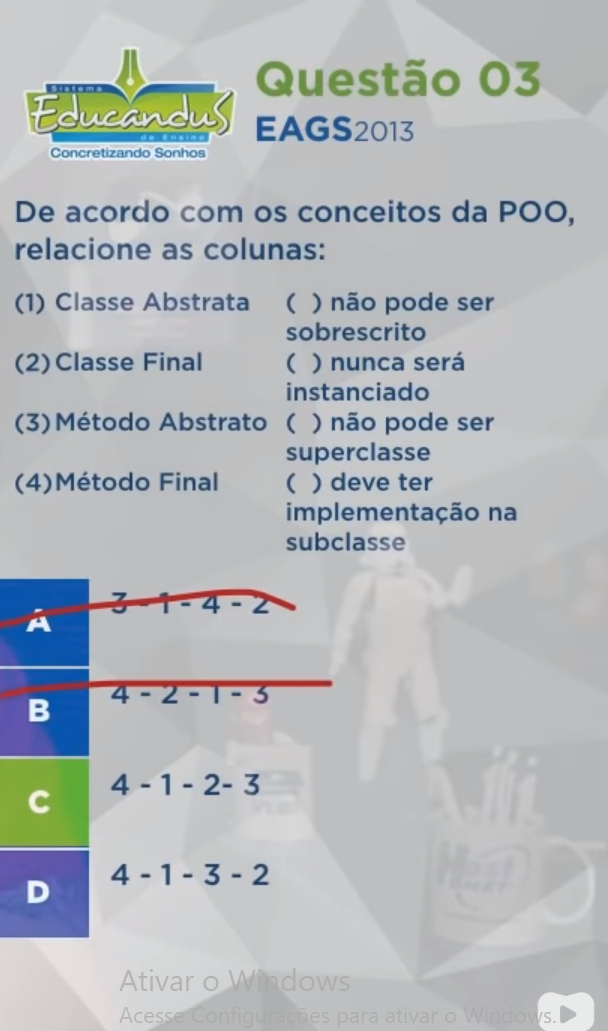 Sistema
Educandus
de Ensino
Concretizando Sonhos
Questão 03
EAGS2013
De acordo com os conceitos da POO,
relacione as colunas:
(1) Classe Abstrata ( ) não pode ser
sobrescrito
(2) Classe Final ( ) nunca será
instanciado
(3) Método Abstrato ( ) não pode ser
superclasse
(4) Método Final ( ) deve ter
implementação na
subclasse
A 3 - 1 - 4 - 2
B 4 - 2 - 1 - 3
C 4 - 1 - 2- 3
D 4 - 1 - 3 - 2
Host
Ativar o Windows
Acesse Configurações para ativar o Windows.